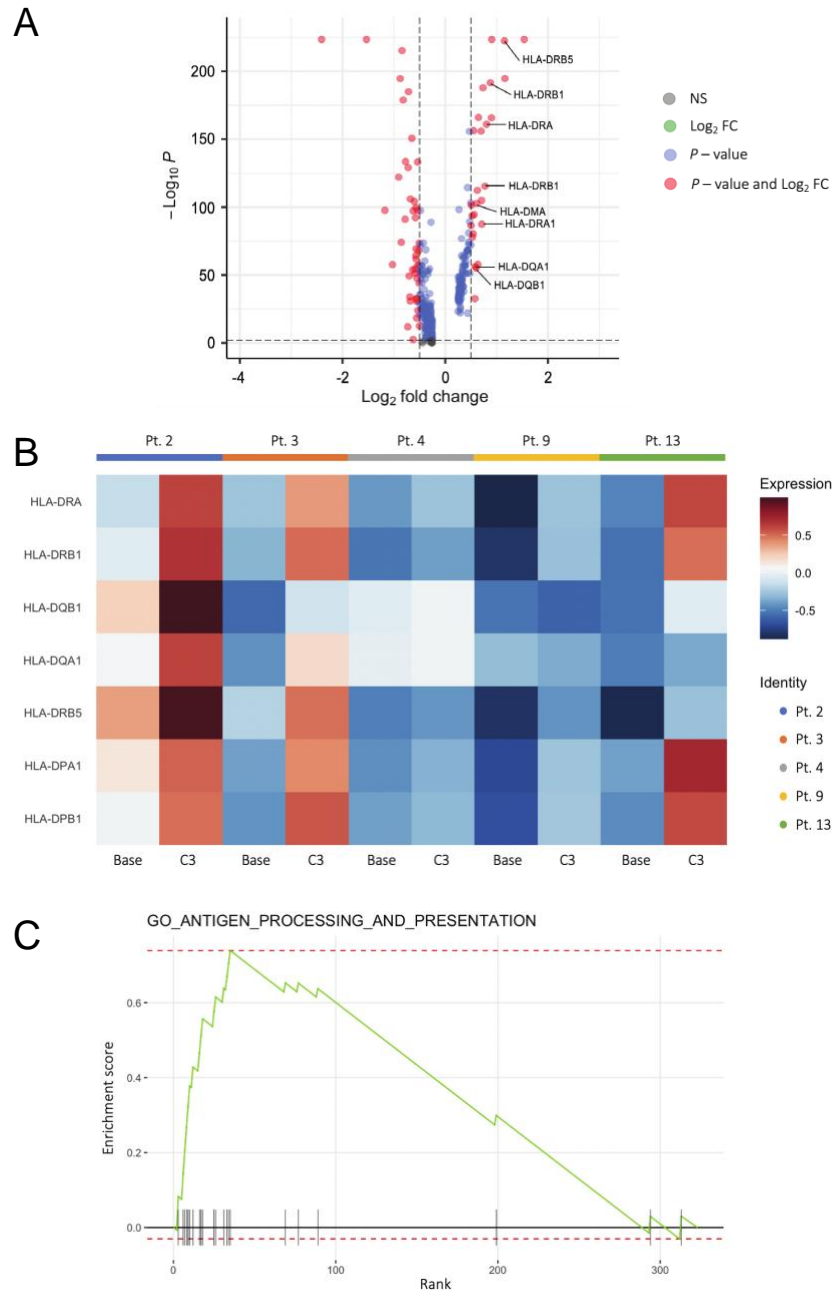 A
200
150
100
50
0
− Log10 P
-4
-2
0
2
Log2 fold change
HLA-DRB5
HLA-DRB1
HLA-DRA
HLA-DRB1
HLA-DMA
HLA-DRA1
HLA-DQA1
HLA-DQB1
NS
Log2 FC
P – value
P – value and Log2 FC
B
Pt. 2
Pt. 3
Pt. 4
Pt. 9
Pt. 13
HLA-DRA
HLA-DRB1
HLA-DQB1
HLA-DQA1
HLA-DRB5
HLA-DPA1
HLA-DPB1
Base
C3
Base
C3
Base
C3
Base
C3
Base
C3
Expression
0.5
0.0
-0.5
Identity
Pt. 2
Pt. 3
Pt. 4
Pt. 9
Pt. 13
C
GO_ANTIGEN_PROCESSING_AND_PRESENTATION
Enrichment score
0.6
0.4
0.2
0.0
0
100
200
300
Rank